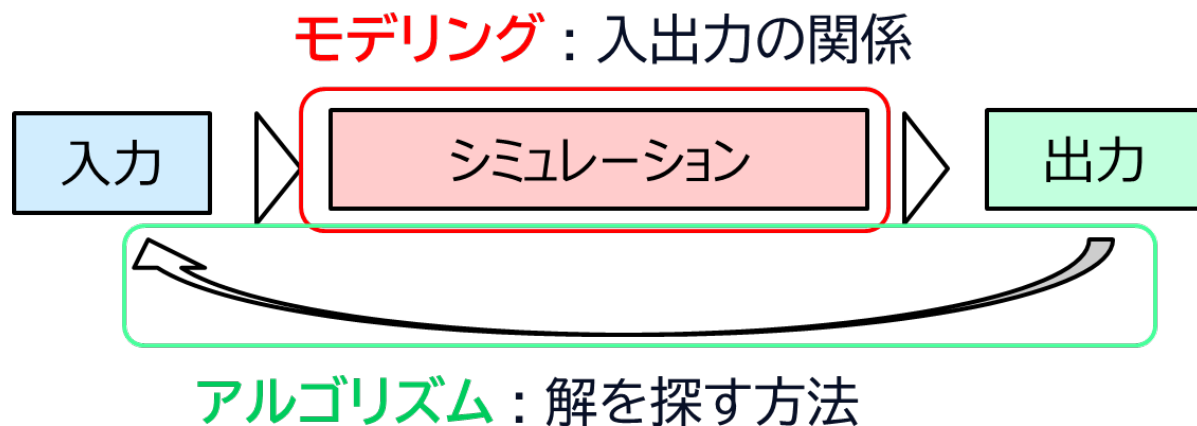 モデリング：入出力の関係
入力
シミュレーション
出力
アルゴリズム：解を探す方法